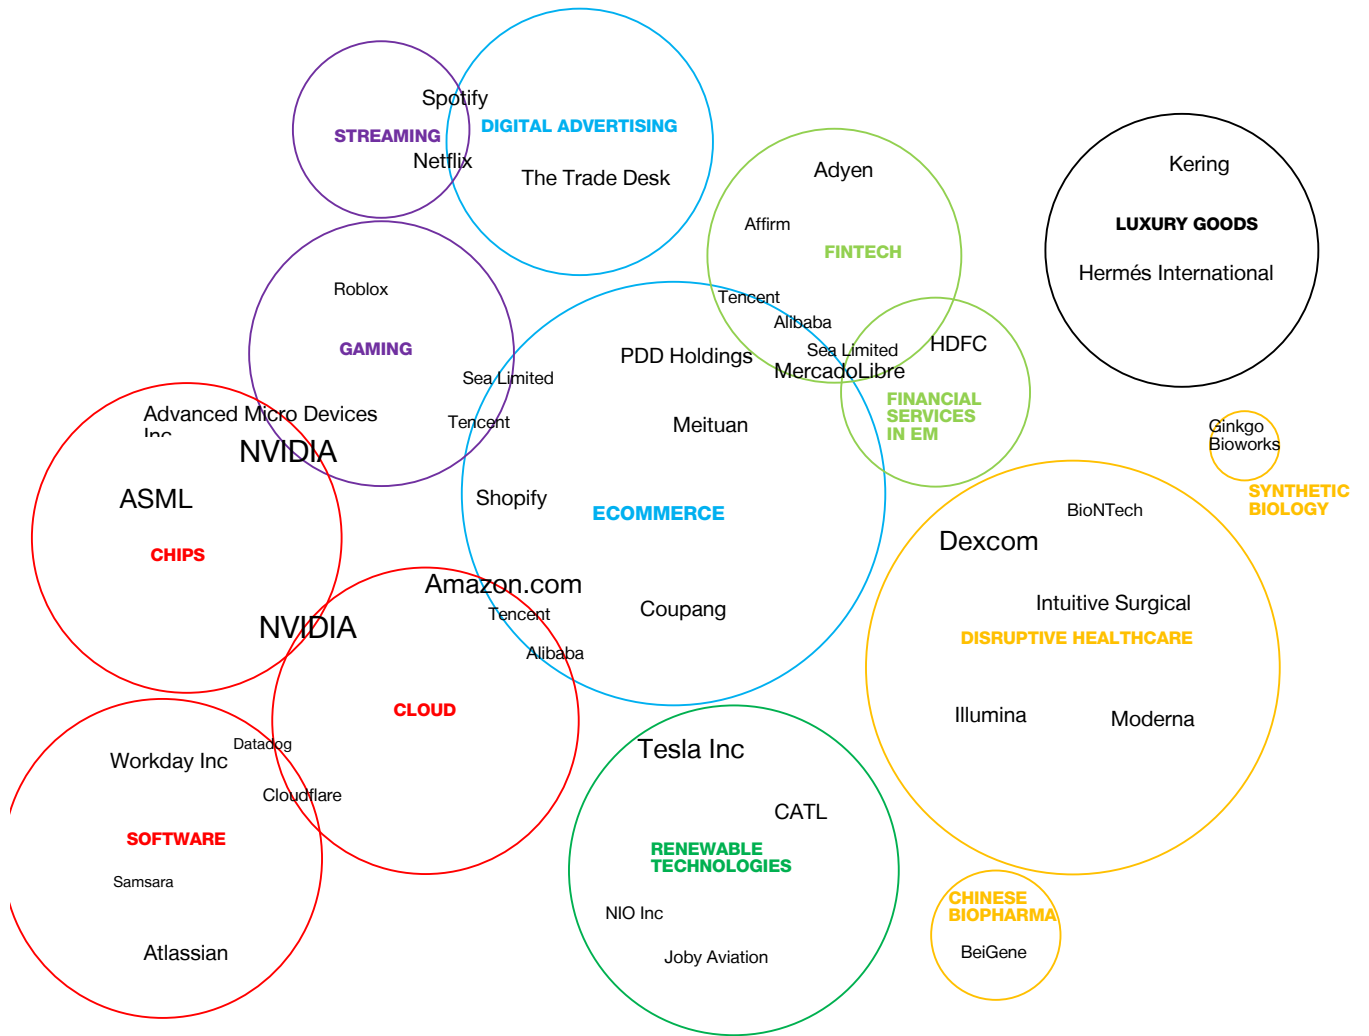 Spotify
STREAMING
DIGITAL ADVERTISING
Netflix
The Trade Desk
Adyen
Affirm
FINTECH
Tencent
Alibaba
Sea Limited
MercadoLibre
HDFC
FINANCIAL
SERVICES
IN EM
Kering
LUXURY GOODS
Hermés International
Roblox
GAMING
Sea Limited
Tencent
PDD Holdings
Meituan
Shopify
ECOMMERCE
Amazon.com
Tencent
Coupang
Alibaba
Advanced Micro Devices
Inc
NVIDIA
ASML
CHIPS
NVIDIA
CLOUD
Datadog
Workday Inc
Cloudflare
SOFTWARE
Samsara
Atlassian
Tesla Inc
CATL
RENEWABLE
TECHNOLOGIES
NIO Inc
Joby Aviation
Ginkgo
Bioworks
SYNTHETIC
BIOLOGY
BioNTech
Dexcom
Intuitive Surgical
DISRUPTIVE HEALTHCARE
Illumina
Moderna
CHINESE
BIOPHARMA
BeiGene